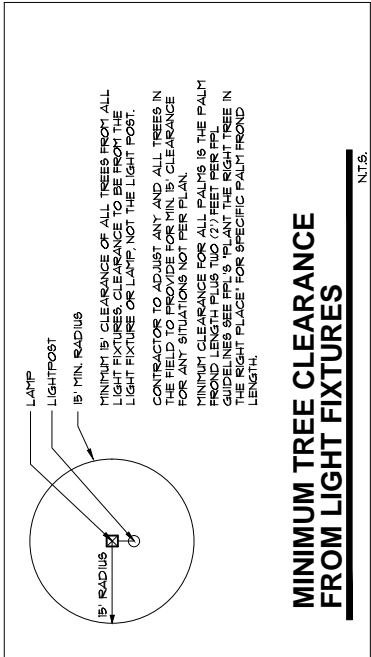 LAMP
LIGHTPOST
15' MIN. RADIUS
15' RADIUS
MINIMUM 15' CLEARANCE OF ALL TREES FROM ALL
LIGHT FIXTURES. CLEARANCE TO BE FROM THE
LIGHT FIXTURE OR LAMP, NOT THE LIGHT POST.
CONTRACTOR TO ADJUST ANY AND ALL TREES IN
THE FIELD TO PROVIDE FOR MIN. 15' CLEARANCE
FOR ANY SITUATIONS NOT PER PLAN.
MINIMUM CLEARANCE FOR ALL PALMS IS THE PALM
FROND LENGTH PLUS TWO (2') FEET PER FPL
GUIDELINES SEE FPL'S "PLANT THE RIGHT TREE IN
THE RIGHT PLACE" FOR SPECIFIC PALM FROND
LENGTH.
MINIMUM TREE CLEARANCE
FROM LIGHT FIXTURES
N.T.S.